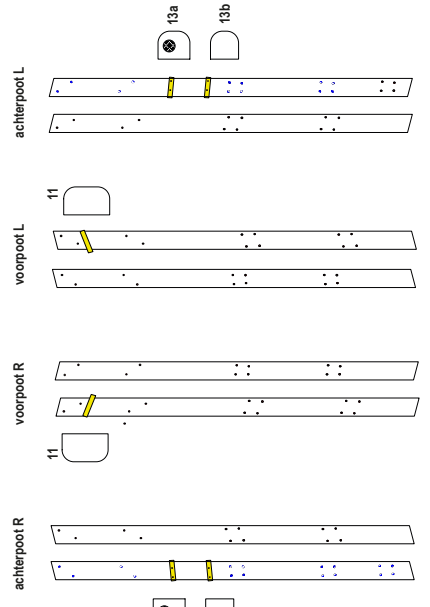 13a
13b
achterpoot L
11
voorpoot L
voorpoot R
11
achterpoot R